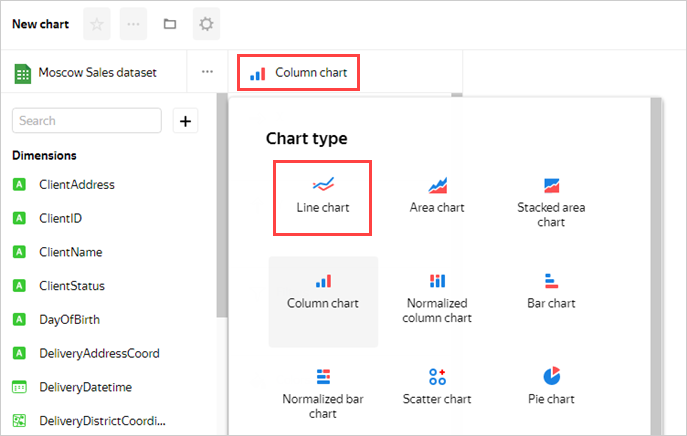 New chart
Moscow Sales dataset
Column chart
Search
Dimensions
A ClientAddress
A ClientID
A ClientName
A ClientStatus
A DayOfBirth
A DeliveryAddressCoord
DeliveryDatetime
DeliveryDistrictCoordi...
Chart type
Line chart
Area chart
Stacked area
chart
Column chart
Normalized
column chart
Bar chart
Normalized bar
chart
Scatter chart
Pie chart